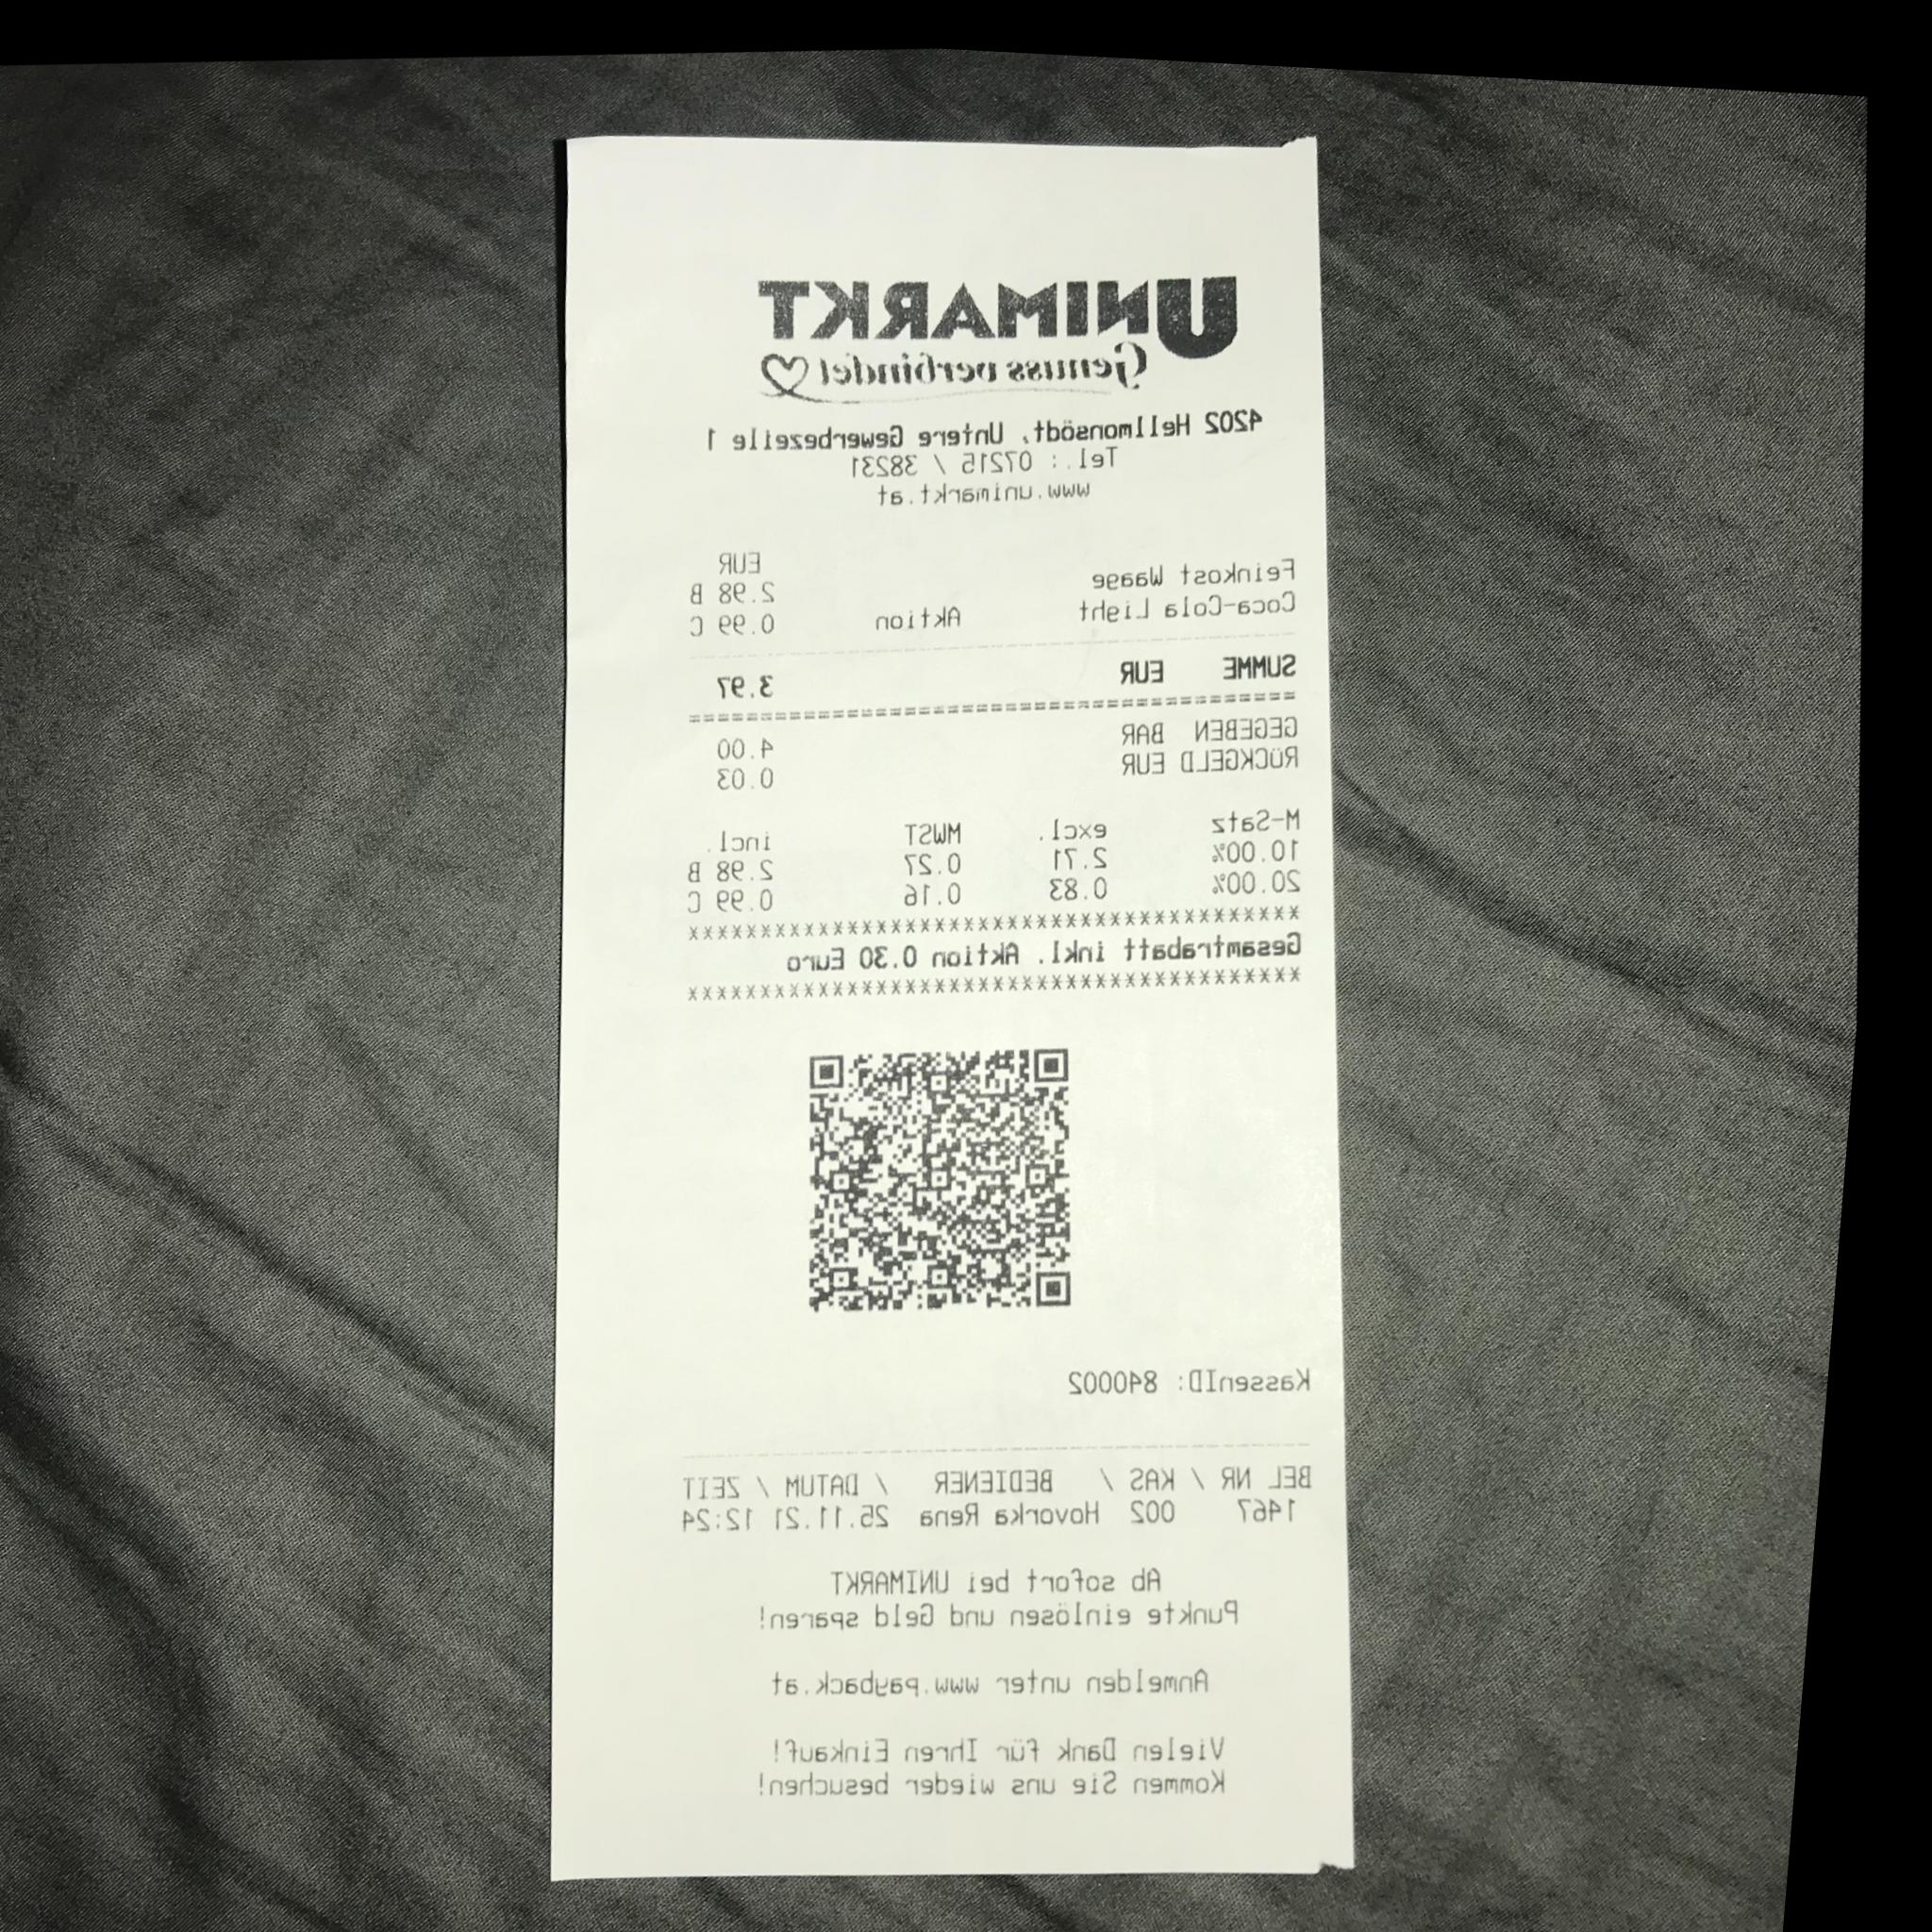 UNIMARKT
Genuss verbindet
4202 Hellmonsödt, Untere Gewerbezeile 1
Tel.: 07215 / 38231
www.unimarkt.at
EUR
Feinkost Waage 2.98 B
Coca-Cola Light Aktion 0.99 C
SUMME EUR 3.97
===========================================
GEGEBEN BAR 4.00
RÜCKGELD EUR 0.03
M-Satz excl. MWST incl.
10.00% 2.71 0.27 2.98 B
20.00% 0.83 0.16 0.99 C
*******************************************
Gesamtrabatt inkl. Aktion 0.30 Euro
*******************************************
KassenID: 840002
BEL NR / KAS / BEDIENER / DATUM / ZEIT
1467 002 Hovorka Rena 25.11.21 12:24
Ab sofort bei UNIMARKT
Punkte einlösen und Geld sparen!
Anmelden unter www.payback.at
Vielen Dank für Ihren Einkauf!
Kommen Sie uns wieder besuchen!